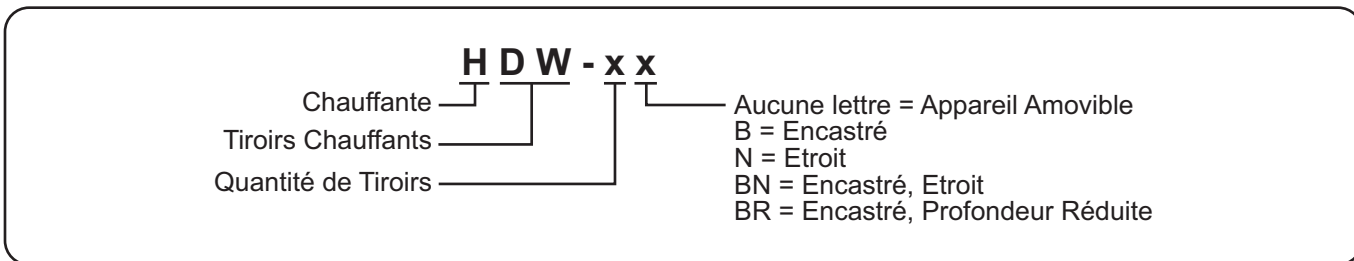 H D W - x x
Chauffante
Tiroirs Chauffants
Quantité de Tiroirs
Aucune lettre = Appareil Amovible
B = Encastré
N = Etroit
BN = Encastré, Etroit
BR = Encastré, Profondeur Réduite